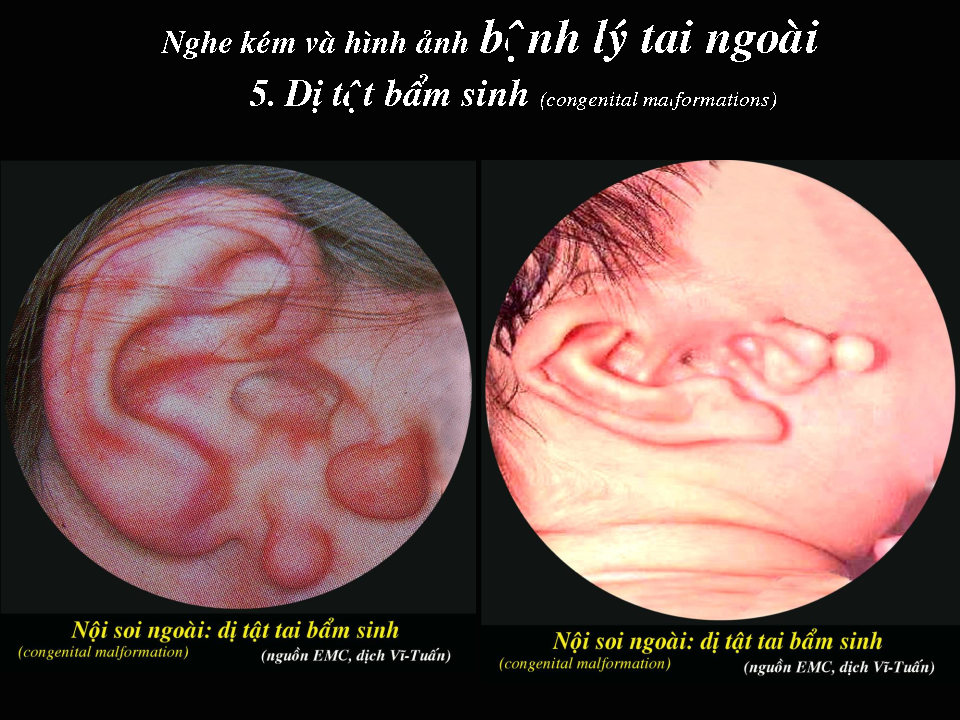 Nghe kém và hình ảnh bệnh lý tai ngoài
5. Dị tật bẩm sinh (congenital malformations)
Nội soi ngoài: dị tật tai bẩm sinh
(congenital malformation) (nguồn EMC, dịch Vĩ-Tuấn)
Nội soi ngoài: dị tật tai bẩm sinh
(congenital malformation) (nguồn EMC, dịch Vĩ-Tuấn)